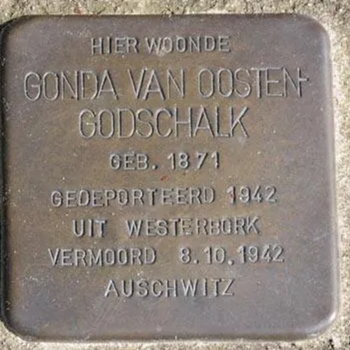 HIER WOONDE
GONDA VAN OOSTEN-
GODSCHALK
GEB. 1871
GEDEPORTEERD 1942
UIT WESTERBORK
VERMOORD 8.10.1942
AUSCHWITZ